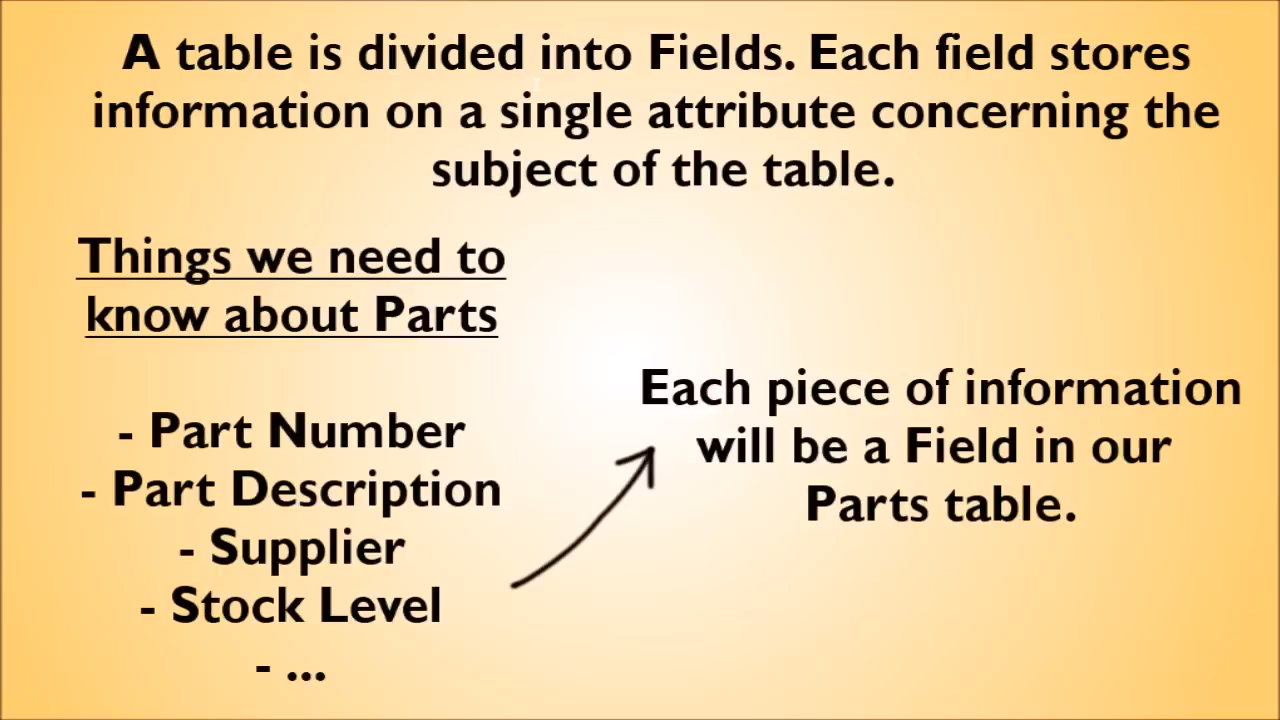 A table is divided into Fields. Each field stores
information on a single attribute concerning the
subject of the table.
Things we need to
know about Parts
- Part Number
- Part Description
- Supplier
- Stock Level
- ...
Each piece of information
will be a Field in our
Parts table.